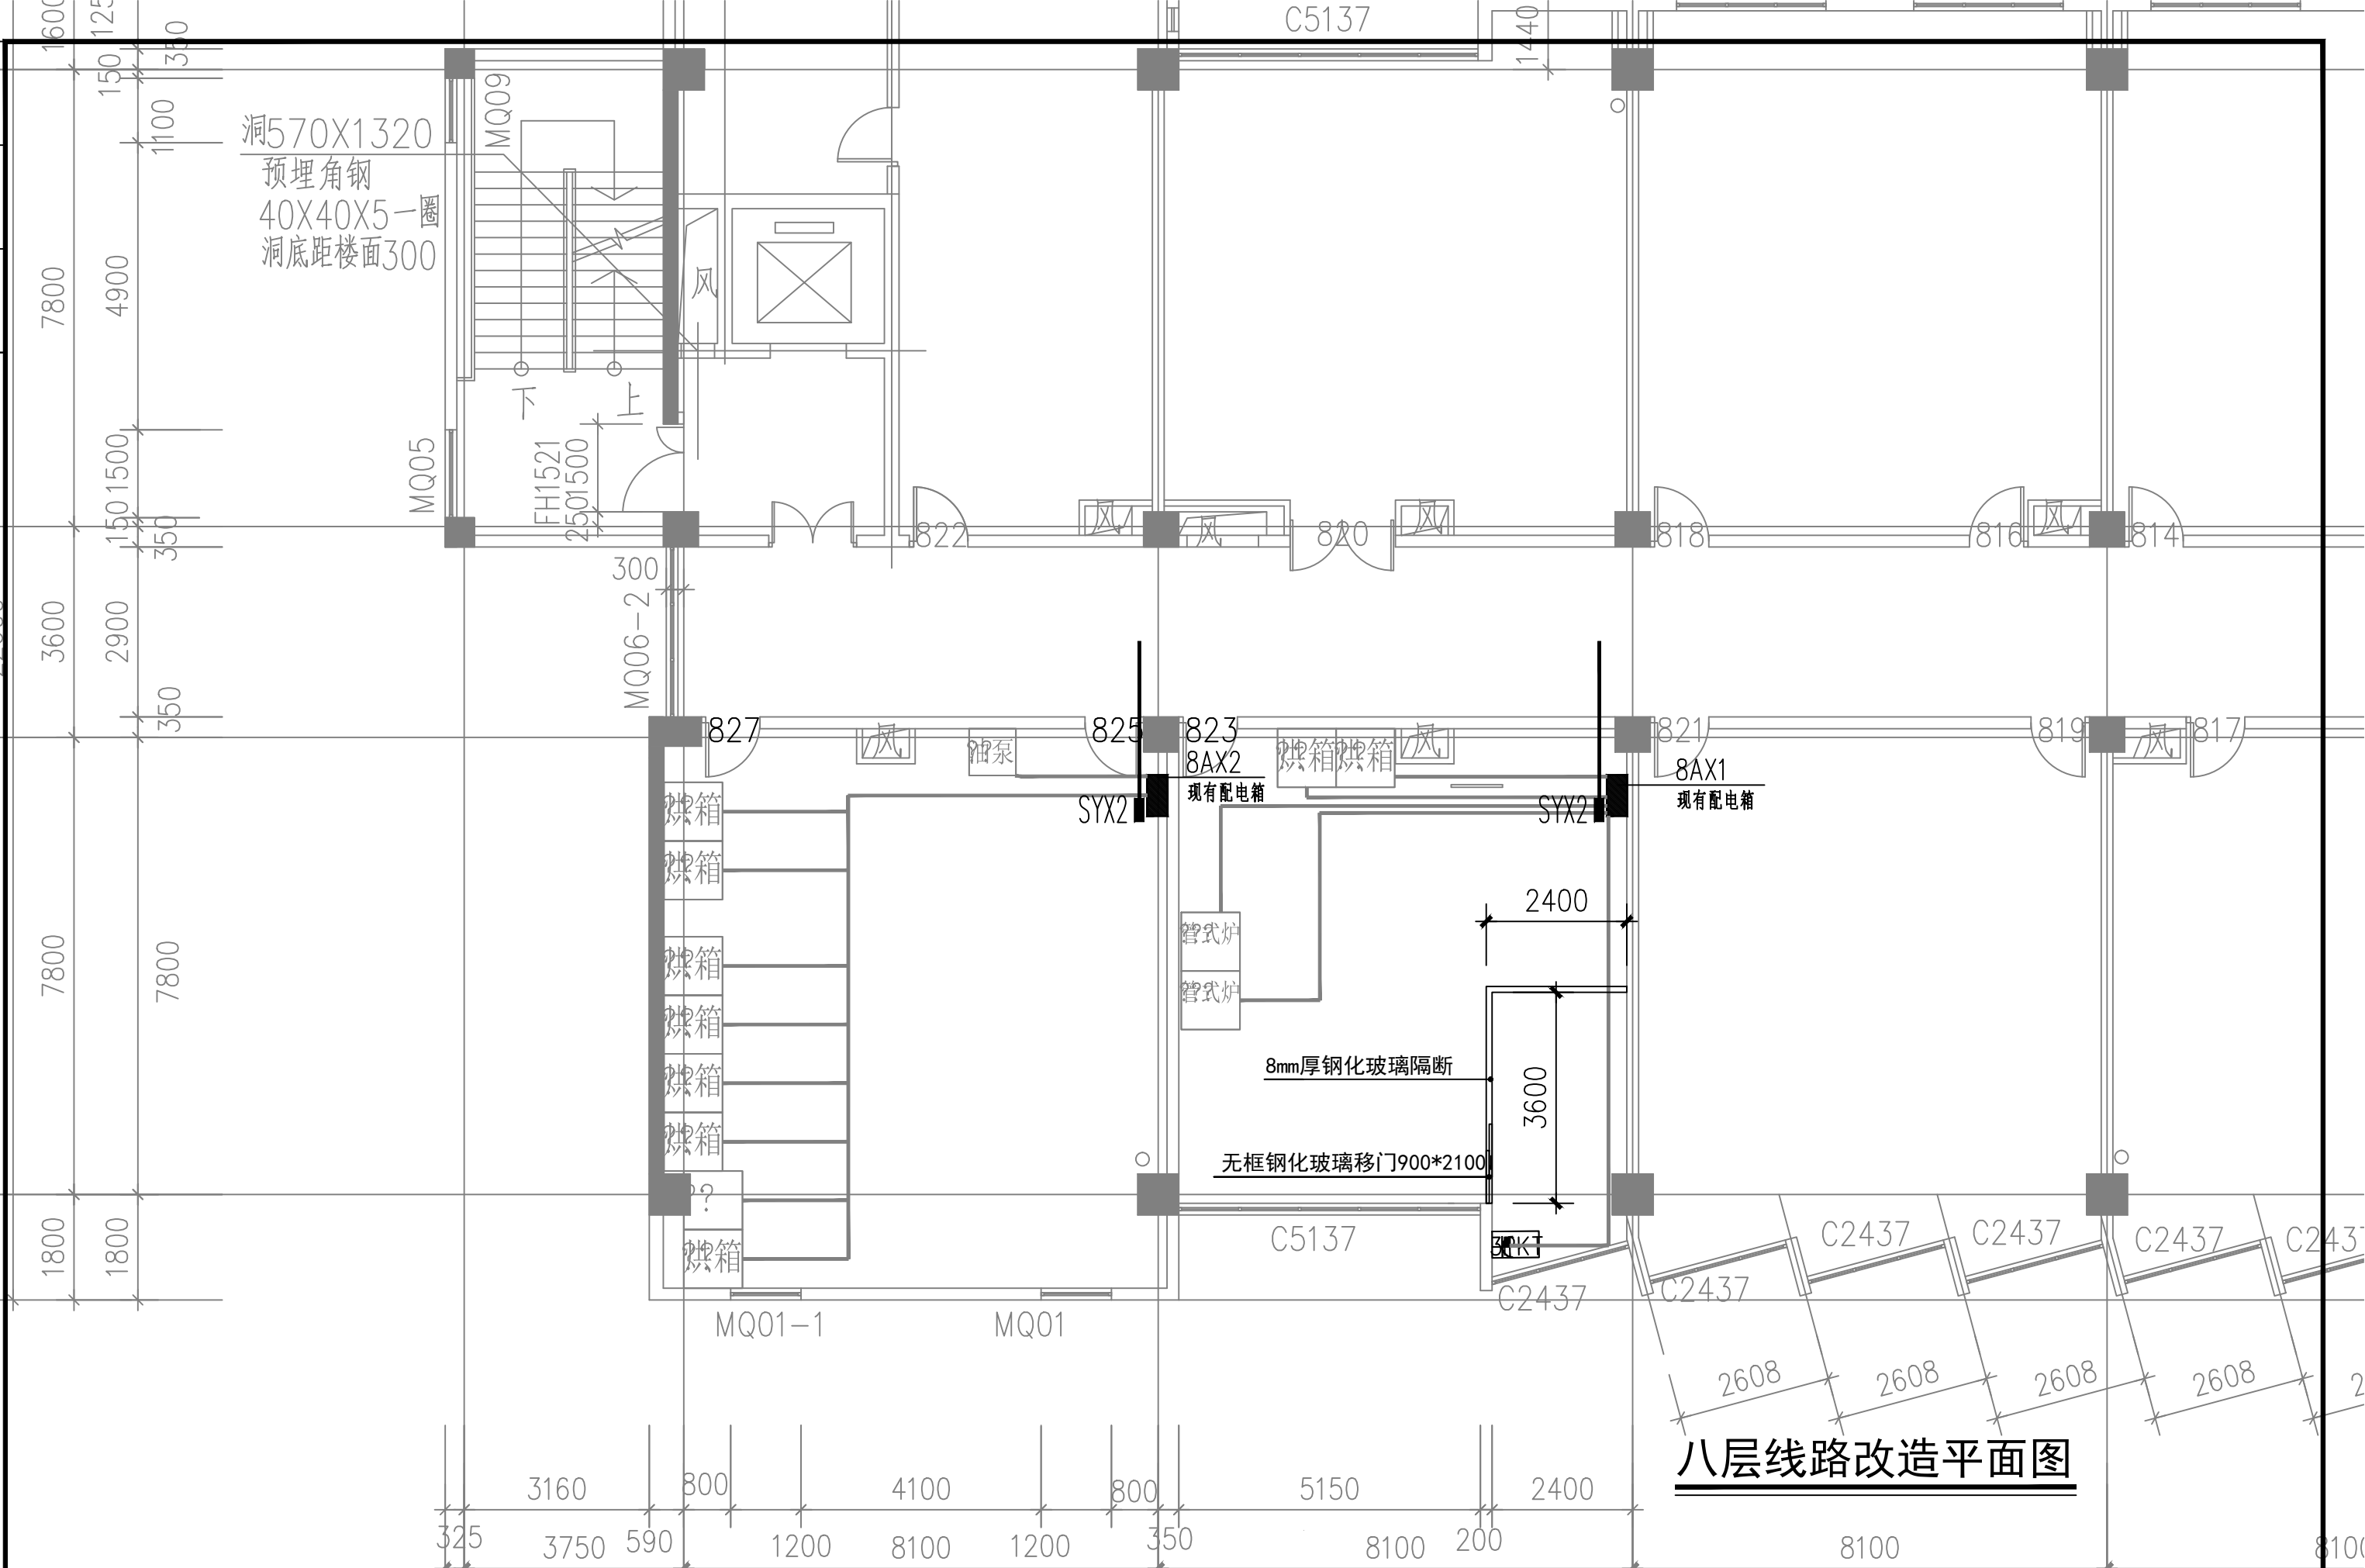 C5137
1600
125
350
150
1440
MQ09
1100
洞570X1320
预埋角钢
40X40X5一圈
洞底距楼面300
7800
4900
风
下
上
MQ05
FH1521
1500
250
1500
150
350
822
风
风
820
风
818
816
风
814
300
3600
2900
MQ06-2
350
827
风
油泵
825
823
烘箱
烘箱
风
821
819
风
817
8AX2
现有配电箱
SYX2
SYX2
8AX1
现有配电箱
烘箱
烘箱
2400
管式炉
管式炉
7800
7800
烘箱
烘箱
烘箱
烘箱
8mm厚钢化玻璃隔断
3600
无框钢化玻璃移门900*2100
??
烘箱
1800
1800
C5137
C2437
C2437
C2437
C2437
C2437
C2437
MQ01-1
MQ01
2608
2608
2608
2608
八层线路改造平面图
3160
800
4100
800
5150
2400
325
3750
590
1200
8100
1200
350
8100
200
8100